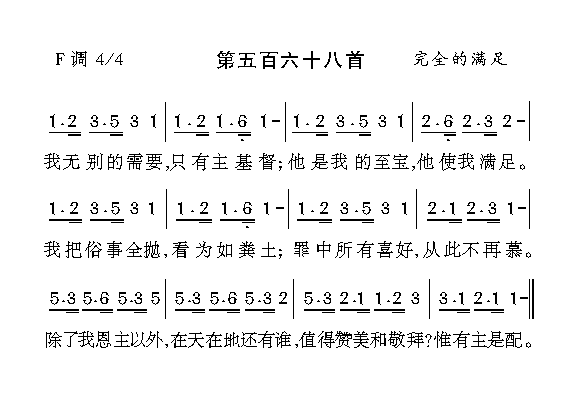 F调 4/4 第五百六十八首 完全的满足
1·2 3·5 3 1 | 1·2 1·6 1- | 1·2 3·5 3 1 | 2·6 2·3 2- |
我无别的需要,只有主基督;他是我的至宝,他使我满足。
1·2 3·5 3 1 | 1·2 1·6 1- | 1·2 3·5 3 1 | 2·1 2·3 1- |
我把俗事全抛,看为如粪土;罪中所有喜好,从此不再慕。
5·3 5·6 5·3 5 | 5·3 5·6 5·3 2 | 5·3 2·1 1·2 3 | 3·1 2·1 1- ‖
除了我恩主以外,在天在地还有谁,值得赞美和敬拜?惟有主是配。